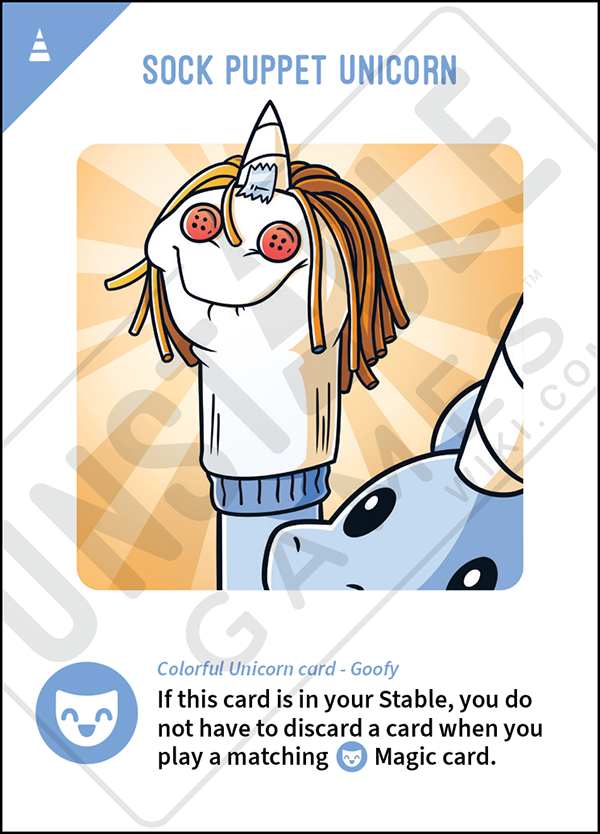 SOCK PUPPET UNICORN
UNSTABLE
GAMES™
WIKI.COM
Colorful Unicorn card - Goofy
If this card is in your Stable, you do
not have to discard a card when you
play a matching Magic card.